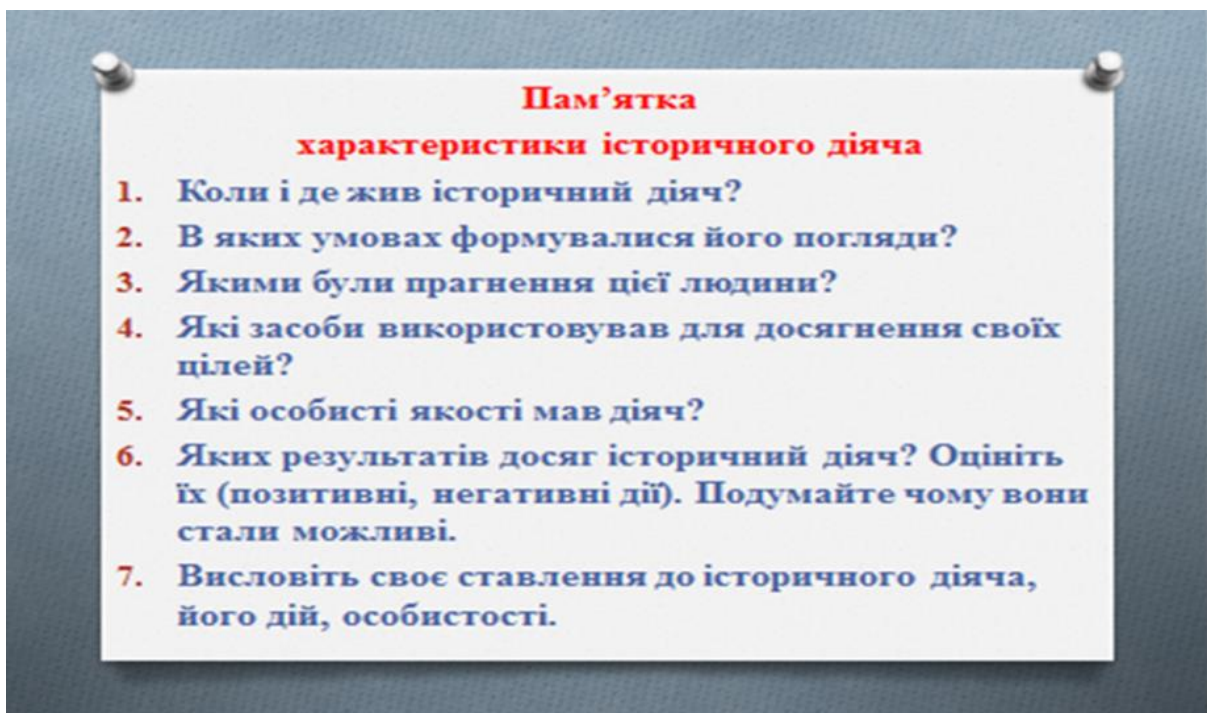 Пам’ятка
характеристики історичного діяча
1. Коли і де жив історичний діяч?
2. В яких умовах формувалися його погляди?
3. Якими були прагнення цієї людини?
4. Які засоби використовував для досягнення своїх
цілей?
5. Які особисті якості мав діяч?
6. Яких результатів досяг історичний діяч? Оцініть
їх (позитивні, негативні дії). Подумайте чому вони
стали можливі.
7. Висловіть своє ставлення до історичного діяча,
його дій, особистості.